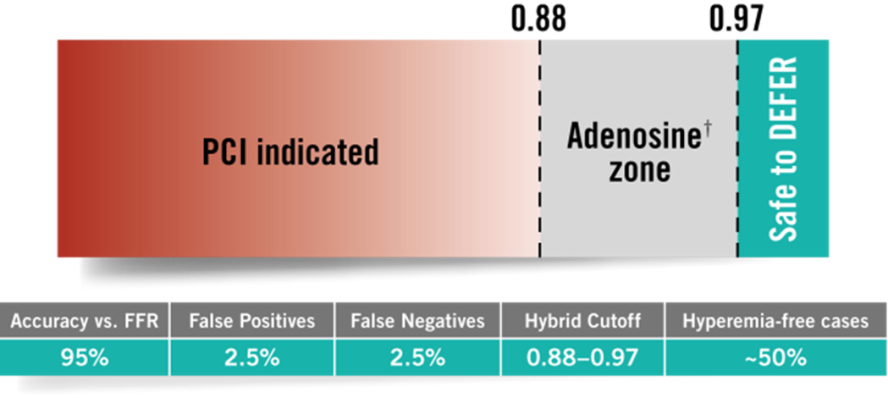 0.88 0.97
PCI indicated
Adenosine†
zone
Safe to DEFER
Accuracy vs. FFR False Positives False Negatives Hybrid Cutoff Hyperemia-free cases
95% 2.5% 2.5% 0.88–0.97 ~50%